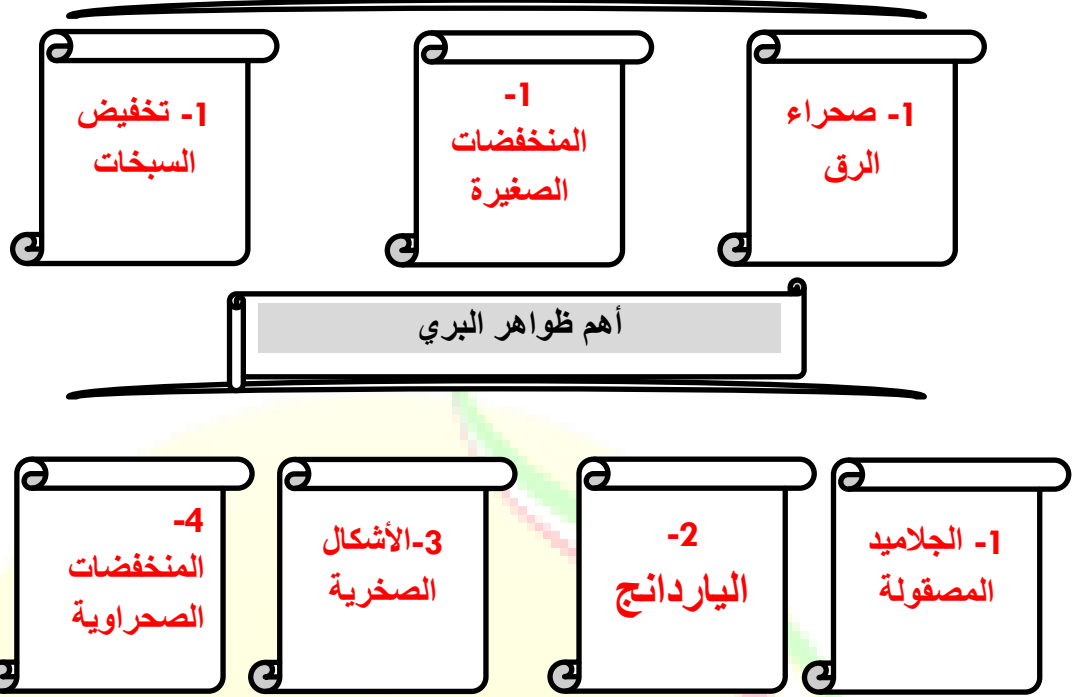 1- صحراء
الرق
1-
المنخفضات
الصغيرة
1- تخفيض
السبخات
أهم ظواهر البري
1- الجلاميد
المصقولة
2-
الياردانج
3-الأشكال
الصخرية
4-
المنخفضات
الصحراوية